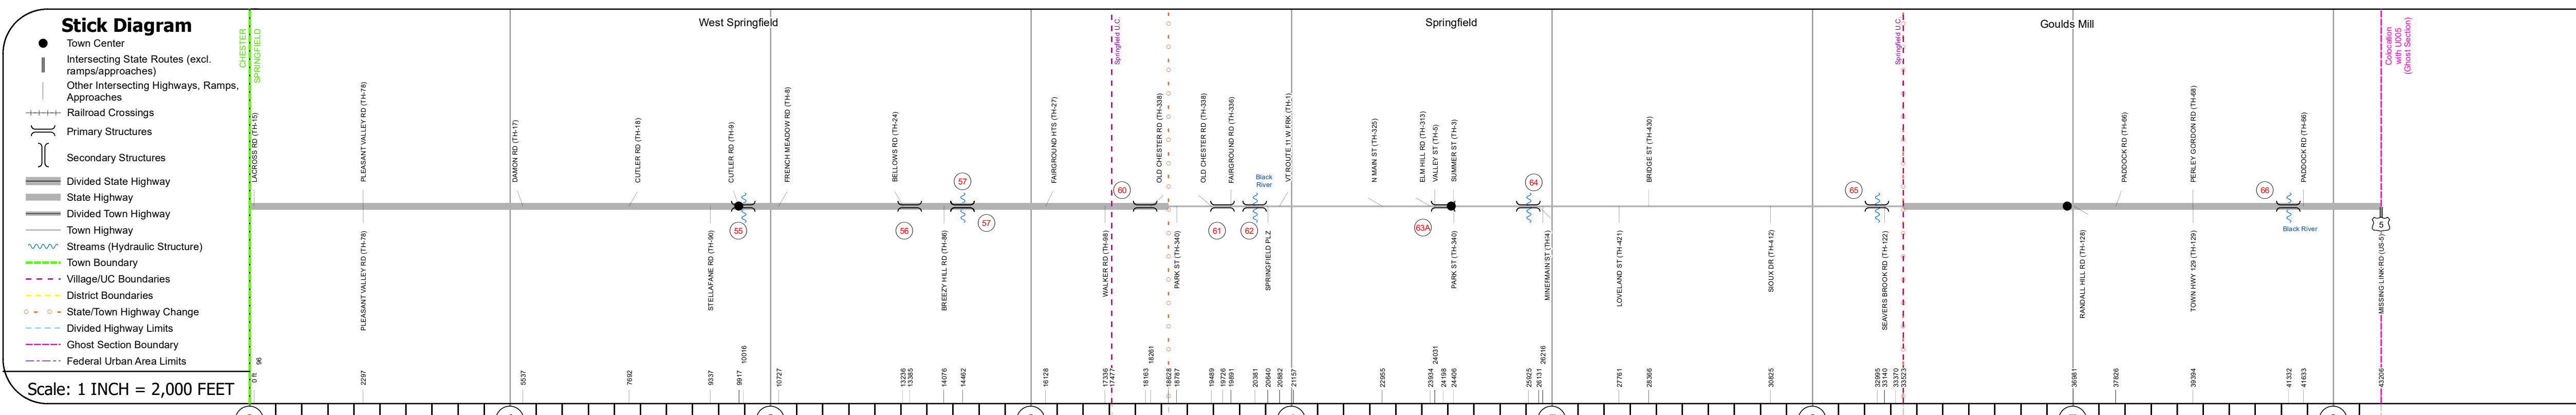 Stick Diagram
Town Center
Intersecting State Routes (excl.
ramps/approaches)
Other Intersecting Highways, Ramps,
Approaches
Railroad Crossings
Primary Structures
Secondary Structures
Divided State Highway
State Highway
Divided Town Highway
Town Highway
Streams (Hydraulic Structure)
Town Boundary
Village/UC Boundaries
District Boundaries
State/Town Highway Change
Divided Highway Limits
Ghost Section Boundary
Federal Urban Area Limits
Scale: 1 INCH = 2,000 FEET
CHESTER
SPRINGFIELD
West Springfield
Springfield U.C.
Springfield
Springfield U.C.
Goulds Mill
Colocation
with U005
(Ghost Section)
LACROSS RD (TH-15)
PLEASANT VALLEY RD (TH-78)
DAMON RD (TH-17)
CUTLER RD (TH-18)
CUTLER RD (TH-9)
FRENCH MEADOW RD (TH-8)
BELLOWS RD (TH-24)
FAIRGROUND HTS (TH-27)
OLD CHESTER RD (TH-338)
OLD CHESTER RD (TH-338)
FAIRGROUND RD (TH-336)
VT ROUTE 11 W FRK (TH-1)
N MAIN ST (TH-325)
ELM HILL RD (TH-313)
VALLEY ST (TH-5)
SUMMER ST (TH-3)
BRIDGE ST (TH-430)
PADDOCK RD (TH-66)
PERLEY GORDON RD (TH-68)
PADDOCK RD (TH-66)
57
60
Black
River
64
65
66
55
56
57
61
62
63A
Black River
5
PLEASANT VALLEY RD (TH-78)
STELLAFANE RD (TH-90)
BREEZY HILL RD (TH-86)
WALKER RD (TH-98)
PARK ST (TH-340)
SPRINGFIELD PLZ
PARK ST (TH-340)
LOVELAND ST (TH-421)
SIOUX DR (TH-412)
SEAVERS BROOK RD (TH-122)
RANDALL HILL RD (TH-128)
TOWN HWY 129 (TH-129)
MISSING LINK RD (US-5)
0 ft
96
2297
5537
7692
9337
9917
10016
10727
13236
13385
14076
14462
16128
17336
17477
18163
18261
18628
18787
19489
19726
19891
20381
20640
20882
21157
22955
23934
24031
24198
24406
25925
26131
26216
27761
28366
30825
32995
33140
33370
33523
36981
37826
39394
41332
41633
43206